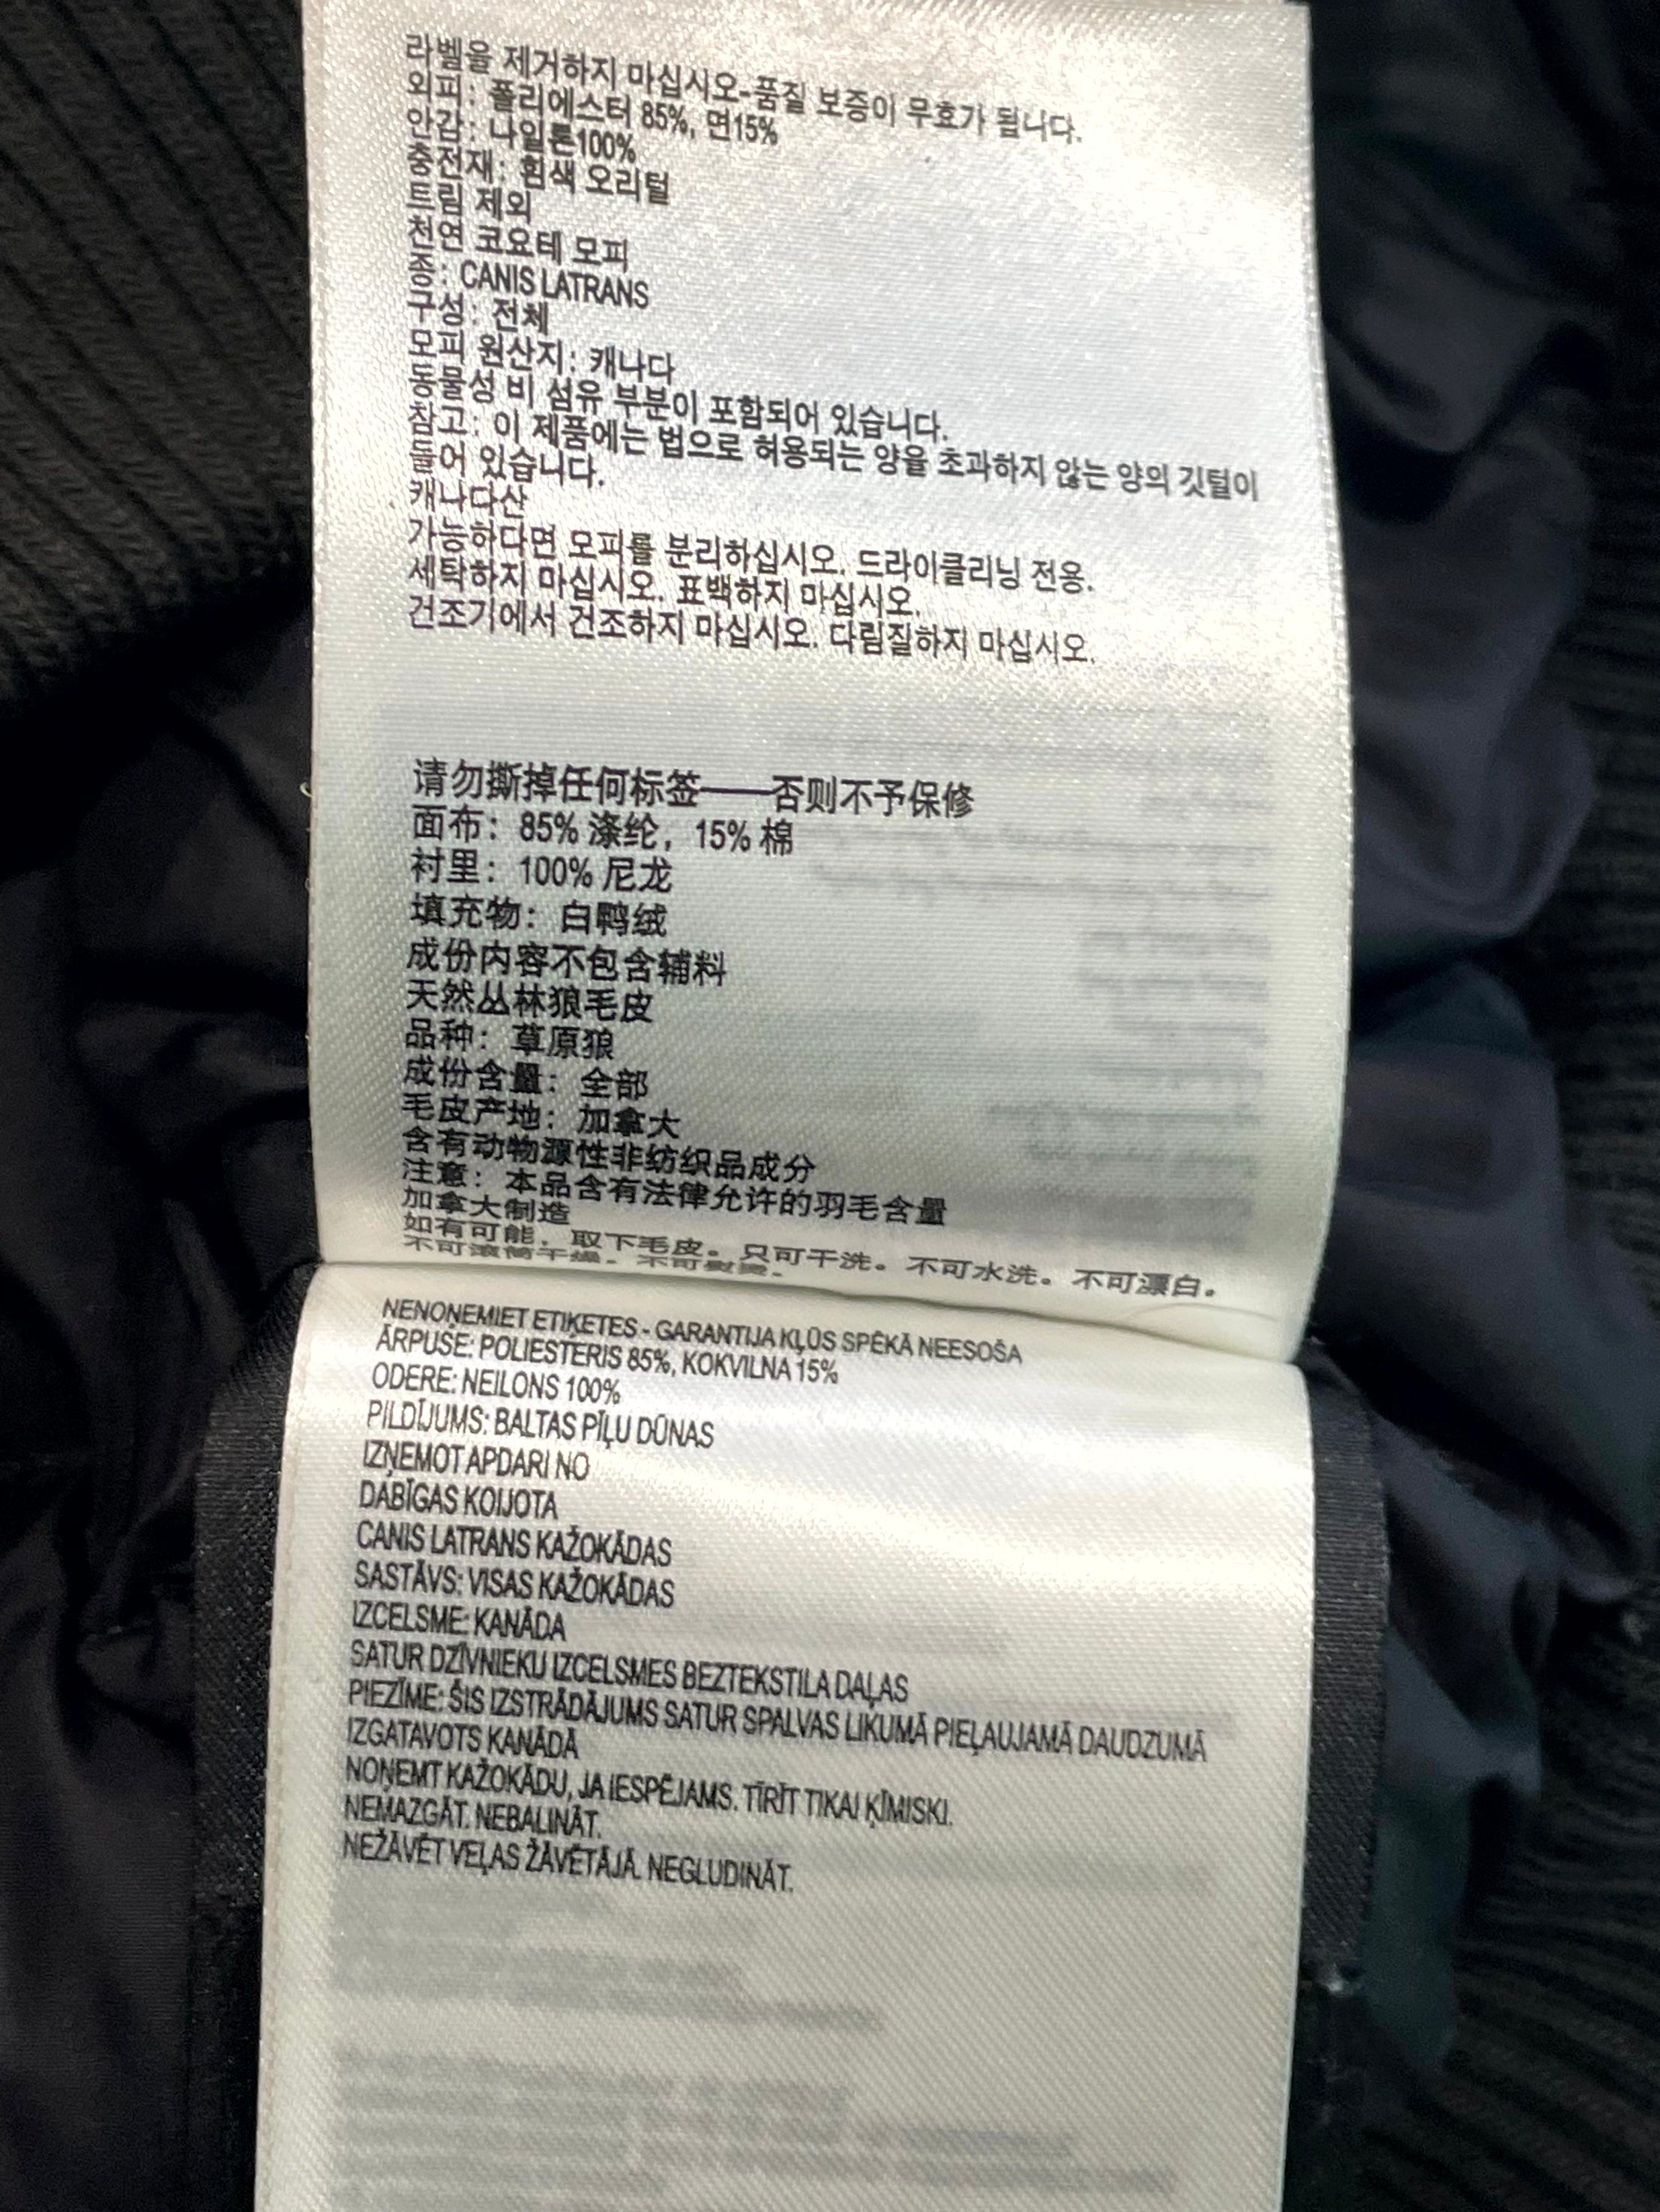 라벨을 제거하지 마십시오-품질 보증이 무효가 됩니다.
외피: 폴리에스터 85%, 면15%
안감: 나일론100%
충전재: 흰색 오리털
트림 제외
천연 코요테 모피
종: CANIS LATRANS
구성: 전체
모피 원산지: 캐나다
동물성 비 섬유 부분이 포함되어 있습니다.
참고: 이 제품에는 법으로 허용되는 양을 초과하지 않는 양의 깃털이
들어 있습니다.
캐나다산
가능하다면 모피를 분리하십시오. 드라이클리닝 전용.
세탁하지 마십시오. 표백하지 마십시오.
건조기에서 건조하지 마십시오. 다림질하지 마십시오.
请勿撕掉任何标签——否则不予保修
面布：85% 涤纶，15% 棉
衬里：100% 尼龙
填充物：白鸭绒
成份内容不包含辅料
天然丛林狼毛皮
品种：草原狼
成份含量：全部
毛皮产地：加拿大
含有动物源性非纺织品成分
注意：本品含有法律允许的羽毛含量
加拿大制造
如有可能，取下毛皮。只可干洗。不可水洗。不可漂白。
不可滚筒干燥。不可熨烫。
NENOŅEMIET ETIĶETES - GARANTIJA KĻŪS SPĒKĀ NEESOŠA
ĀRPUSE: POLIESTERIS 85%, KOKVILNA 15%
ODERE: NEILONS 100%
PILDĪJUMS: BALTAS PĪĻU DŪNAS
IZŅEMOT APDARI NO
DABĪGAS KOIJOTA
CANIS LATRANS KAŽOKĀDAS
SASTĀVS: VISAS KAŽOKĀDAS
IZCELSME: KANĀDA
SATUR DZĪVNIEKU IZCELSMES BEZTEKSTILA DAĻAS
PIEZĪME: ŠIS IZSTRĀDĀJUMS SATUR SPALVAS LIKUMĀ PIEĻAUJAMĀ DAUDZUMĀ
IZGATAVOTS KANĀDĀ
NOŅEMT KAŽOKĀDU, JA IESPĒJAMS. TĪRĪT TIKAI ĶĪMISKI.
NEMAZGĀT. NEBALINĀT.
NEŽĀVĒT VEĻAS ŽĀVĒTĀJĀ. NEGLUDINĀT.